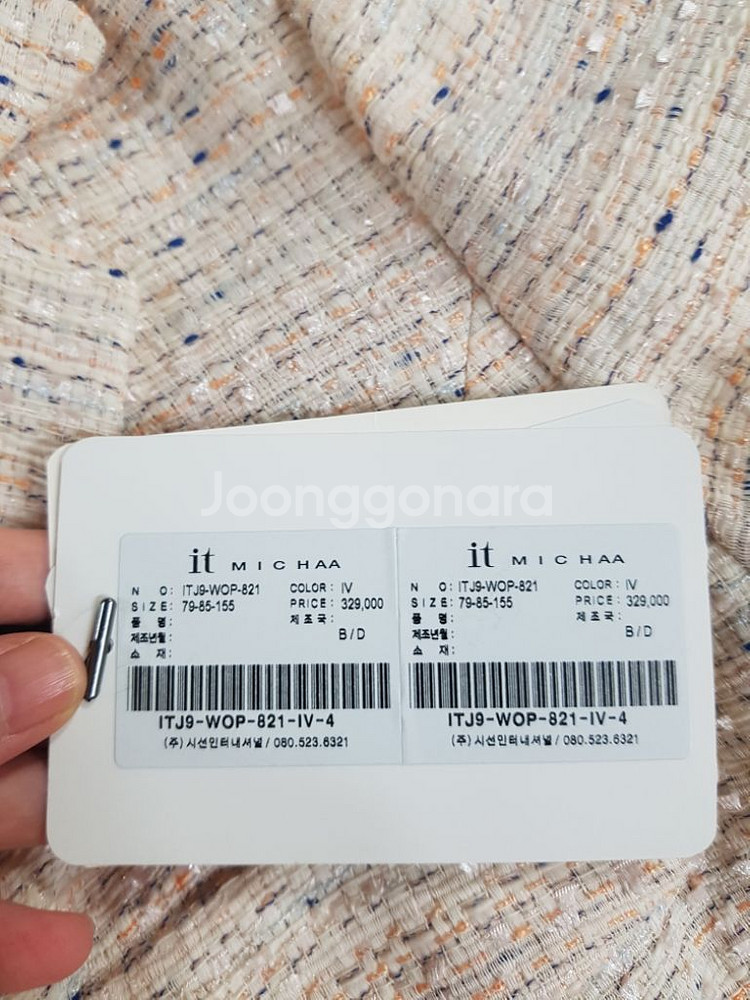 Joonggonara
it MICHAA
N O: ITJ9-WOP-821 COLOR: IV
SIZE: 79-85-155 PRICE: 329,000
품 명: 제조국:
제조년월: B/D
소 재:
ITJ9-WOP-821-IV-4
(주)시선인터내셔널/ 080.523.6321
it MICHAA
N O: ITJ9-WOP-821 COLOR: IV
SIZE: 79-85-155 PRICE: 329,000
품 명: 제조국:
제조년월: B/D
소 재:
ITJ9-WOP-821-IV-4
(주)시선인터내셔널/ 080.523.6321